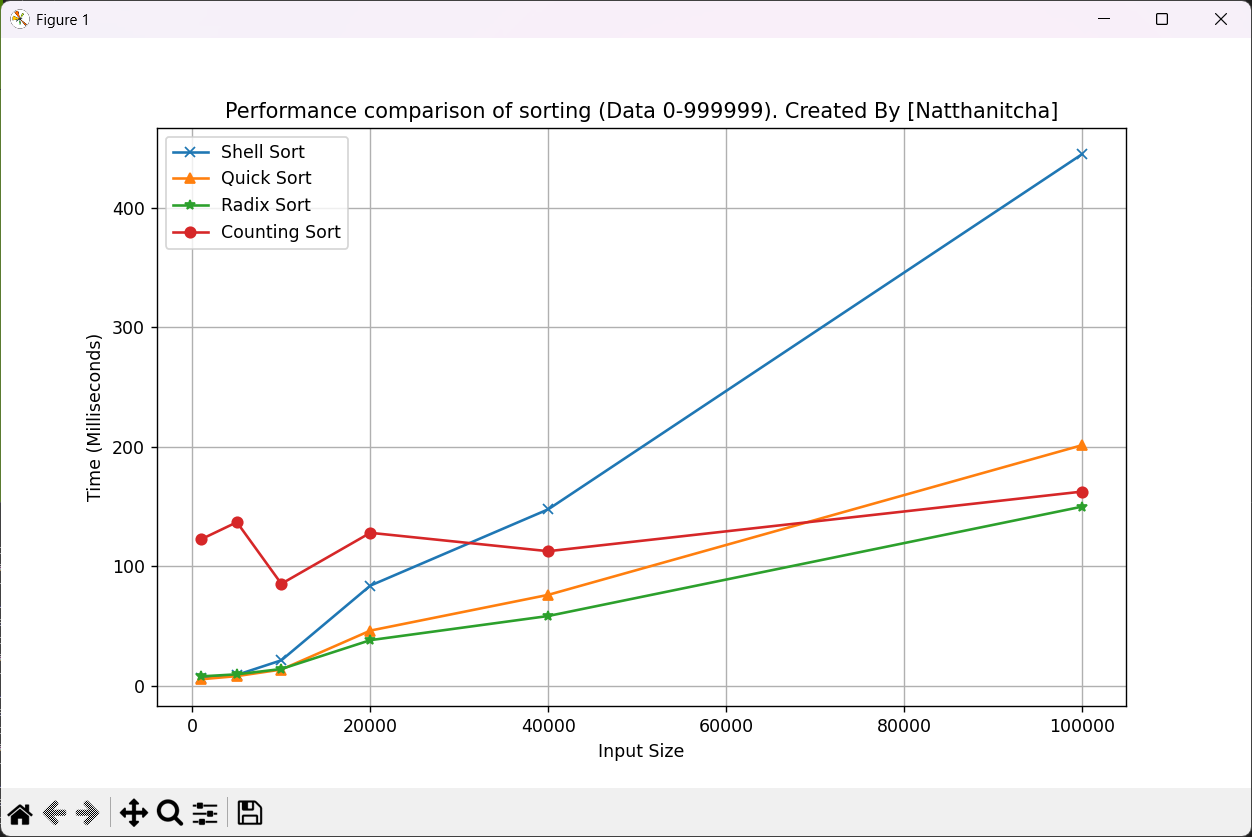 Figure 1
Performance comparison of sorting (Data 0-999999). Created By [Natthanitcha]
Shell Sort
Quick Sort
Radix Sort
Counting Sort
Time (Milliseconds)
400
300
200
100
0
0 20000 40000 60000 80000 100000
Input Size